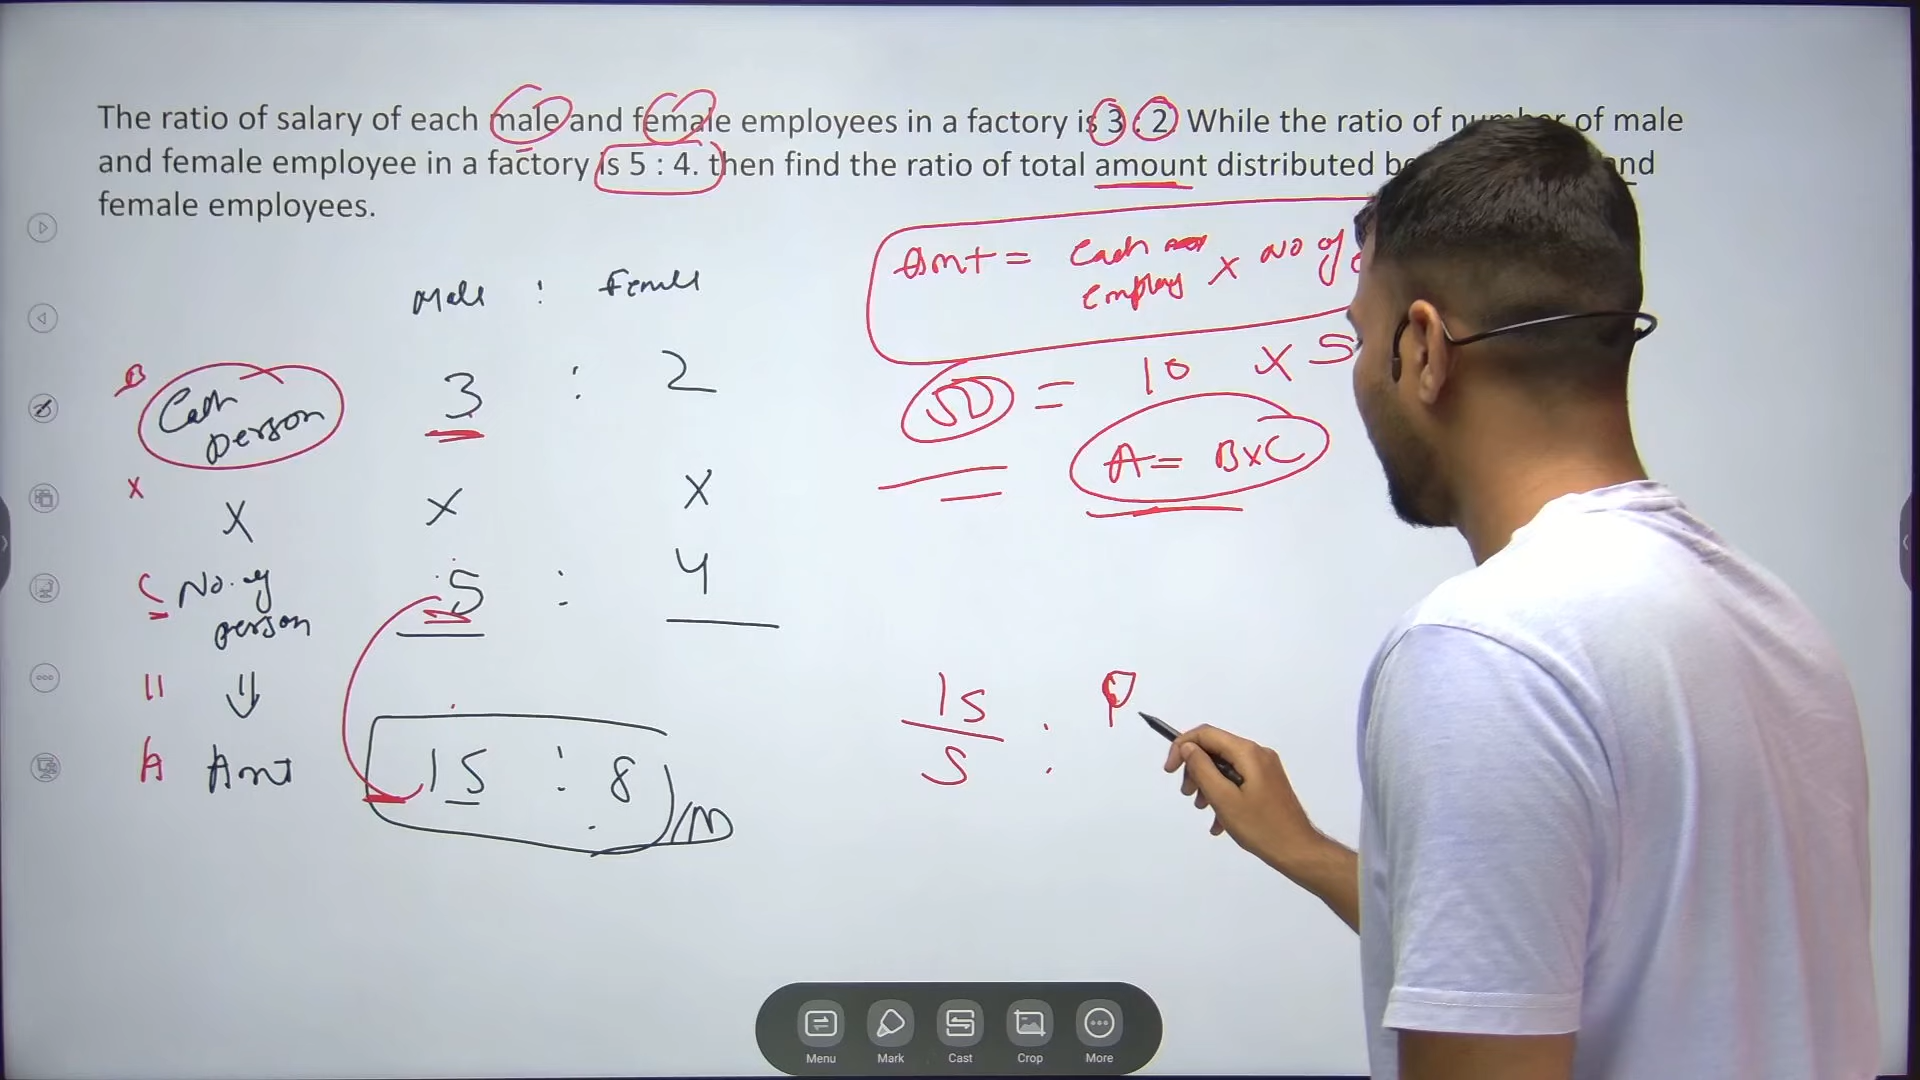 The ratio of salary of each male and female employees in a factory is 3 : 2. While the ratio of number of male
and female employee in a factory is 5 : 4. then find the ratio of total amount distributed be and
female employees.
Amt = Each employ × No of
Male : Female
50 = 10 × 5
3 : 2
B
person
A = B×C
×
× × ×
C No. of person
5 : 4
||
⇓
15/5 :
A Amt
15 : 8
Menu
Mark
Cast
Crop
More